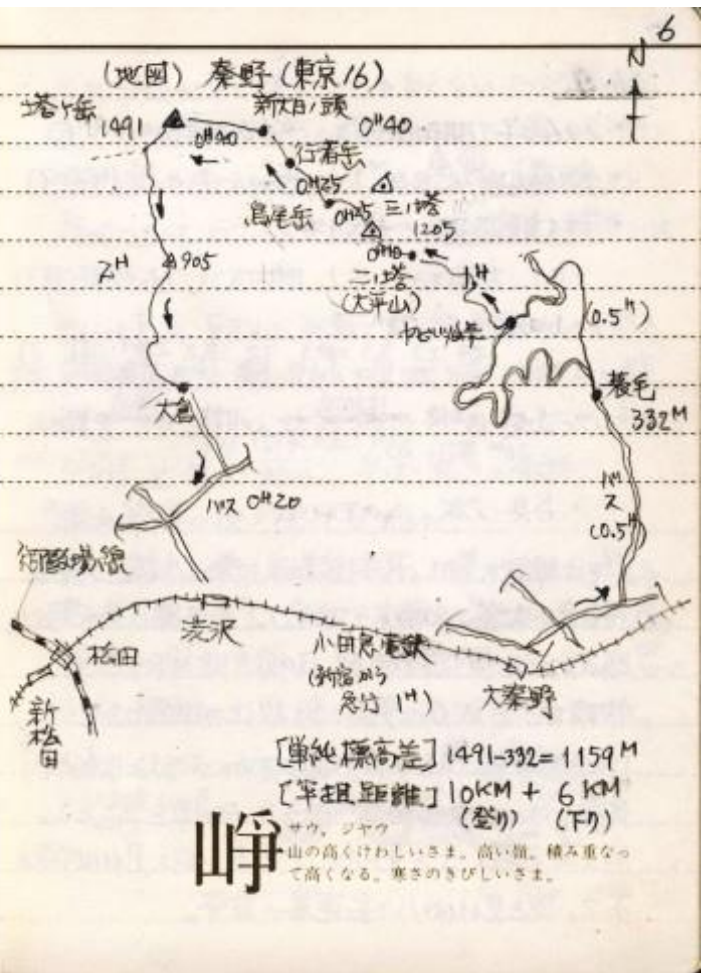 6
N
(地図) 秦野(東京16)
塔ヶ岳
1491
新大日ノ頭
0H40
0H40
行者岳
0H25
烏尾岳
0H25
三ノ塔
1205
0H10
二ノ塔
(大平山)
1H
ヤビツ峠
(0.5H)
蓑毛
332M
バス
(0.5H)
2H
905
大倉
バス 0H20
御殿場線
松田
新松田
渋沢
小田急電鉄
(新宿から
急行 1H)
大秦野
[単純標高差] 1491-332=1159M
[平坦距離] 10KM + 6KM
(登り) (下り)
崢
サウ，ジヤウ
山の高くけわしいさま。高い嶺。積み重なっ
て高くなる。寒さのきびしいさま。